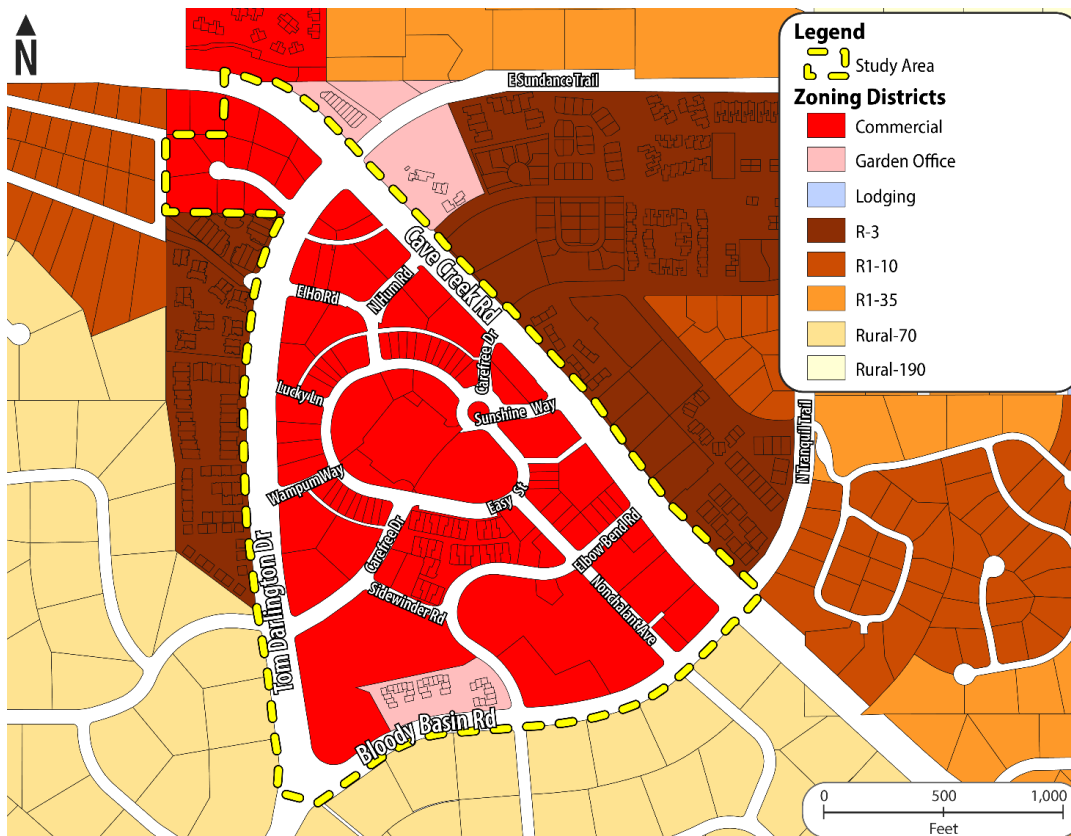 N
E Sundance Trail
Legend
Study Area
Zoning Districts
Commercial
Garden Office
Lodging
R-3
R1-10
R1-35
Rural-70
Rural-190
Cave Creek Rd
N Hum Rd
El Ho Rd
Carefree Dr
Lucky Ln
Sunshine Way
N Tranquil Trail
Wampum Way
Easy St
Carefree Dr
Elbow Bend Rd
Sidewinder Rd
Nonchalant Ave
Tom Darlington Dr
Bloody Basin Rd
0 500 1,000
Feet